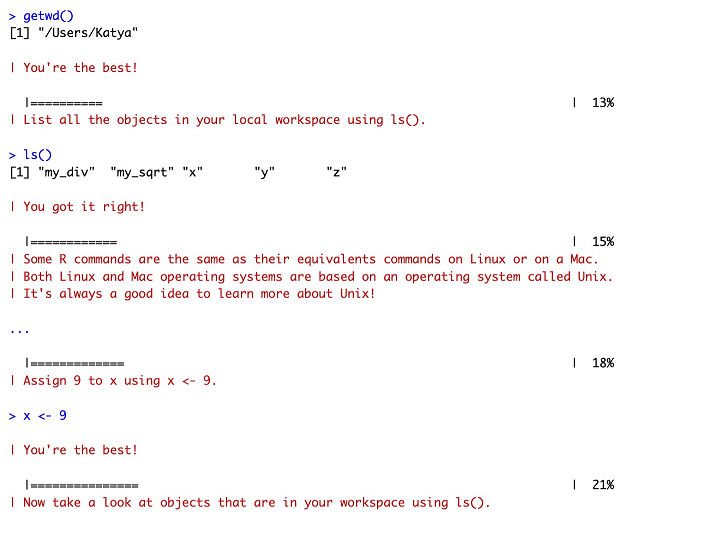 > getwd()
[1] "/Users/Katya"
| You're the best!
|========== | 13%
| List all the objects in your local workspace using ls().
> ls()
[1] "my_div" "my_sqrt" "x" "y" "z"
| You got it right!
|============ | 15%
| Some R commands are the same as their equivalents commands on Linux or on a Mac.
| Both Linux and Mac operating systems are based on an operating system called Unix.
| It's always a good idea to learn more about Unix!
...
|============= | 18%
| Assign 9 to x using x <- 9.
> x <- 9
| You're the best!
|=============== | 21%
| Now take a look at objects that are in your workspace using ls().